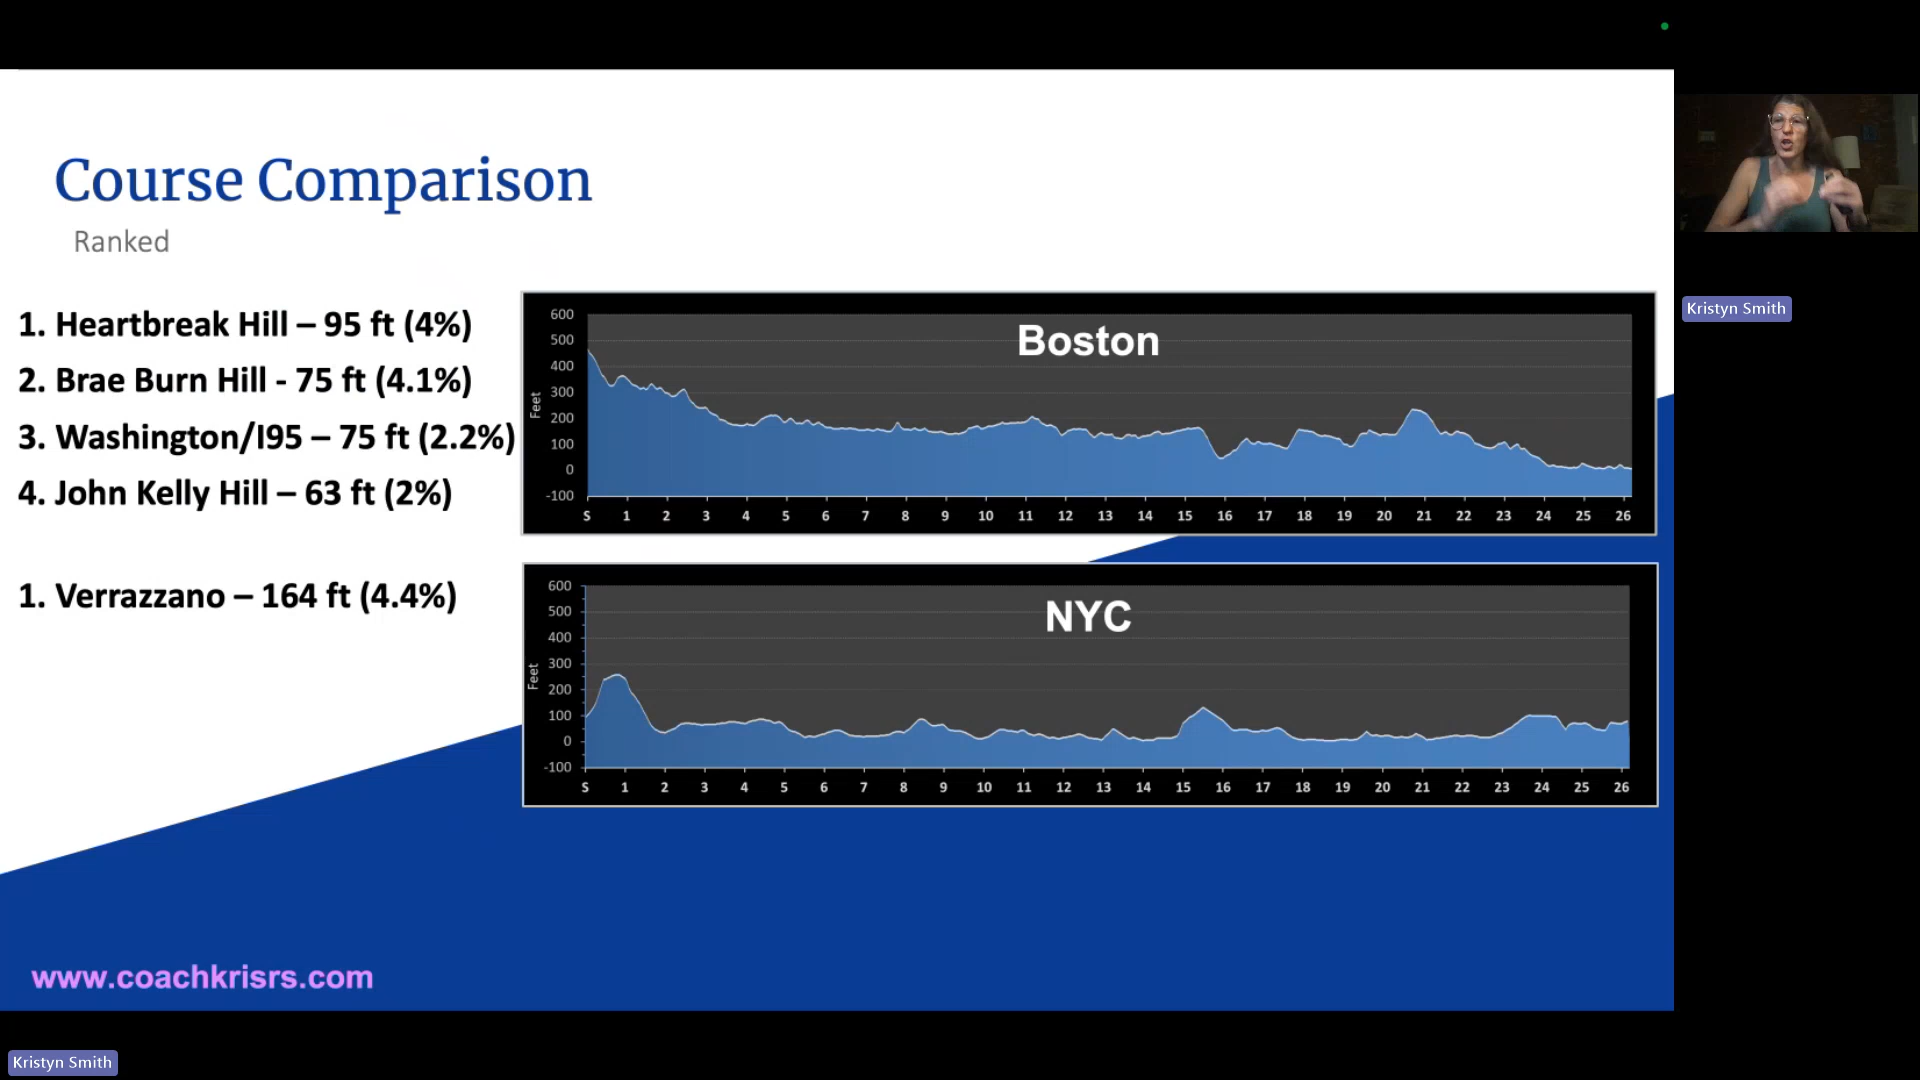 Course Comparison
Ranked
1. Heartbreak Hill – 95 ft (4%)
2. Brae Burn Hill - 75 ft (4.1%)
3. Washington/I95 – 75 ft (2.2%)
4. John Kelly Hill – 63 ft (2%)
1. Verrazzano – 164 ft (4.4%)
Boston
Feet
600
500
400
300
200
100
0
-100
S 1 2 3 4 5 6 7 8 9 10 11 12 13 14 15 16 17 18 19 20 21 22 23 24 25 26
NYC
Feet
600
500
400
300
200
100
0
-100
S 1 2 3 4 5 6 7 8 9 10 11 12 13 14 15 16 17 18 19 20 21 22 23 24 25 26
www.coachkrisrs.com
Kristyn Smith
Kristyn Smith